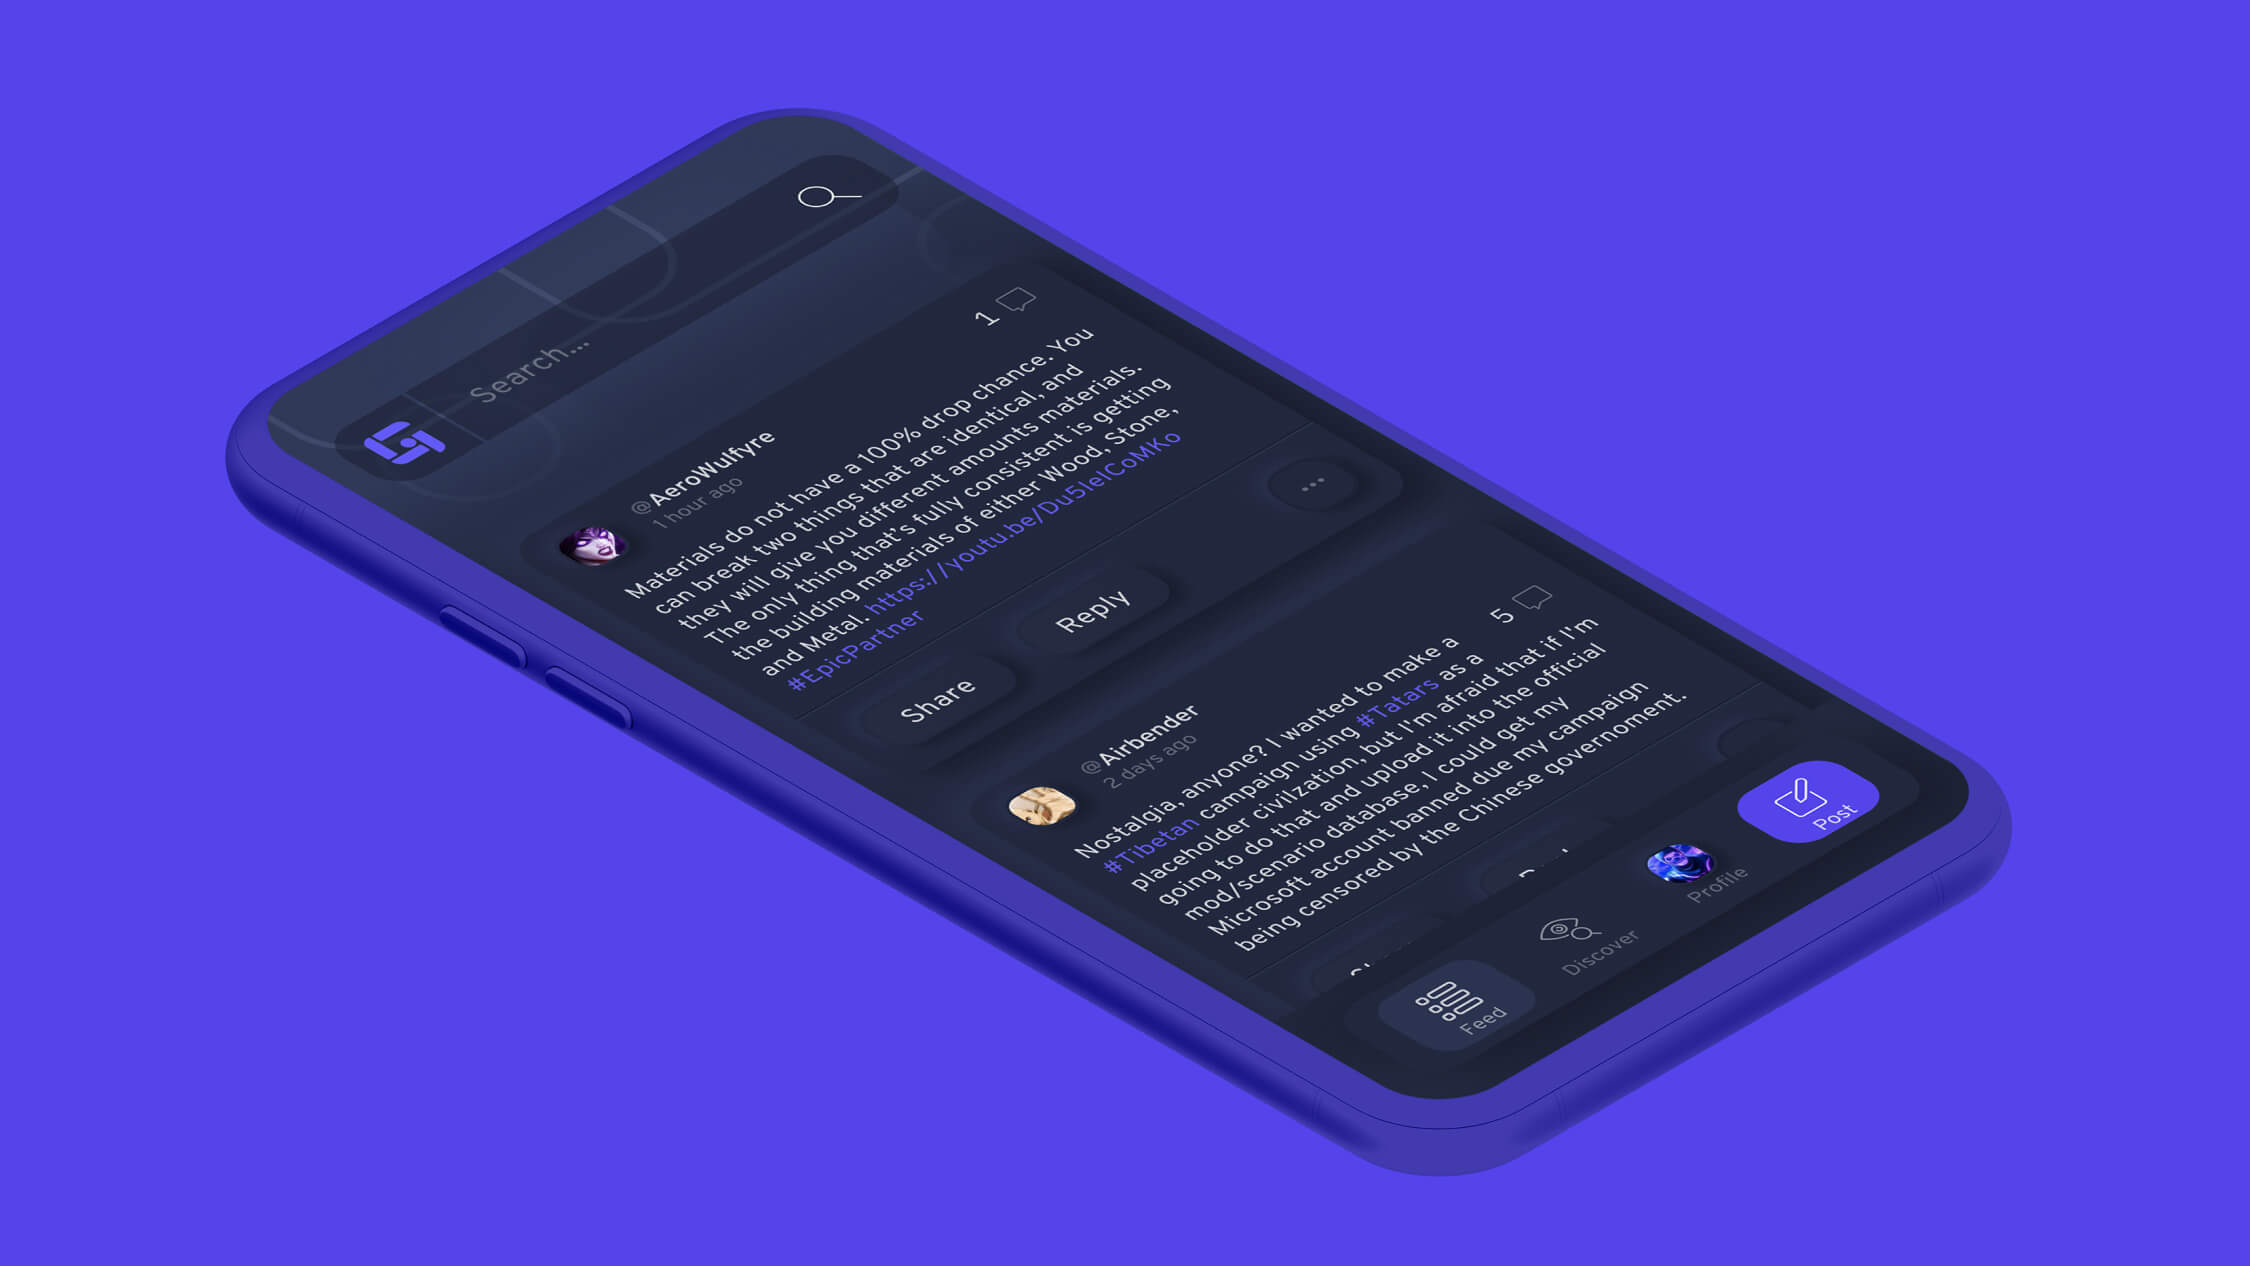 Search...
@AeroWulfyre
1 hour ago
1
Materials do not have a 100% drop chance. You
can break two things that are identical, and
they will give you different amounts materials.
The only thing that's fully consistent is getting
the building materials of either Wood, Stone,
and Metal. https://youtu.be/Du5IeICoMKo
#EpicPartner
Share
Reply
@Airbender
2 days ago
5
Nostalgia, anyone? I wanted to make a
#Tibetan campaign using #Tatars as a
placeholder civilzation, but I'm afraid that if I'm
going to do that and upload it into the official
mod/scenario database, I could get my
Microsoft account banned due my campaign
being censored by the Chinese governoment.
Feed
Discover
Profile
Post